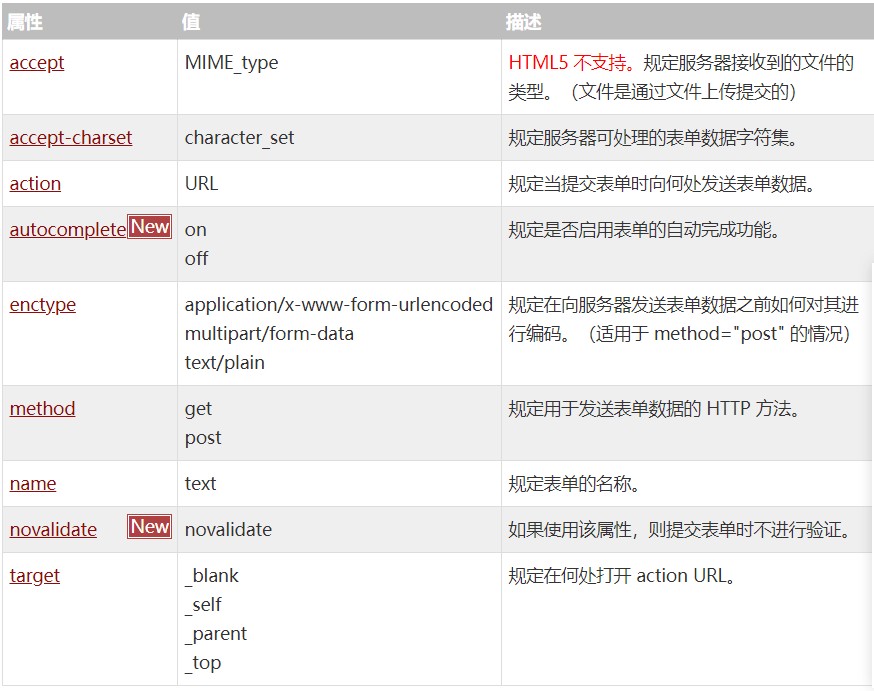 属性 值 描述
accept MIME_type HTML5 不支持。规定服务器接收到的文件的
类型。（文件是通过文件上传提交的）
accept-charset character_set 规定服务器可处理的表单数据字符集。
action URL 规定当提交表单时向何处发送表单数据。
autocomplete New on 规定是否启用表单的自动完成功能。
off
enctype application/x-www-form-urlencoded 规定在向服务器发送表单数据之前如何对其进
multipart/form-data 行编码。（适用于 method="post" 的情况）
text/plain
method get 规定用于发送表单数据的 HTTP 方法。
post
name text 规定表单的名称。
novalidate New novalidate 如果使用该属性，则提交表单时不进行验证。
target _blank 规定在何处打开 action URL。
_self
_parent
_top